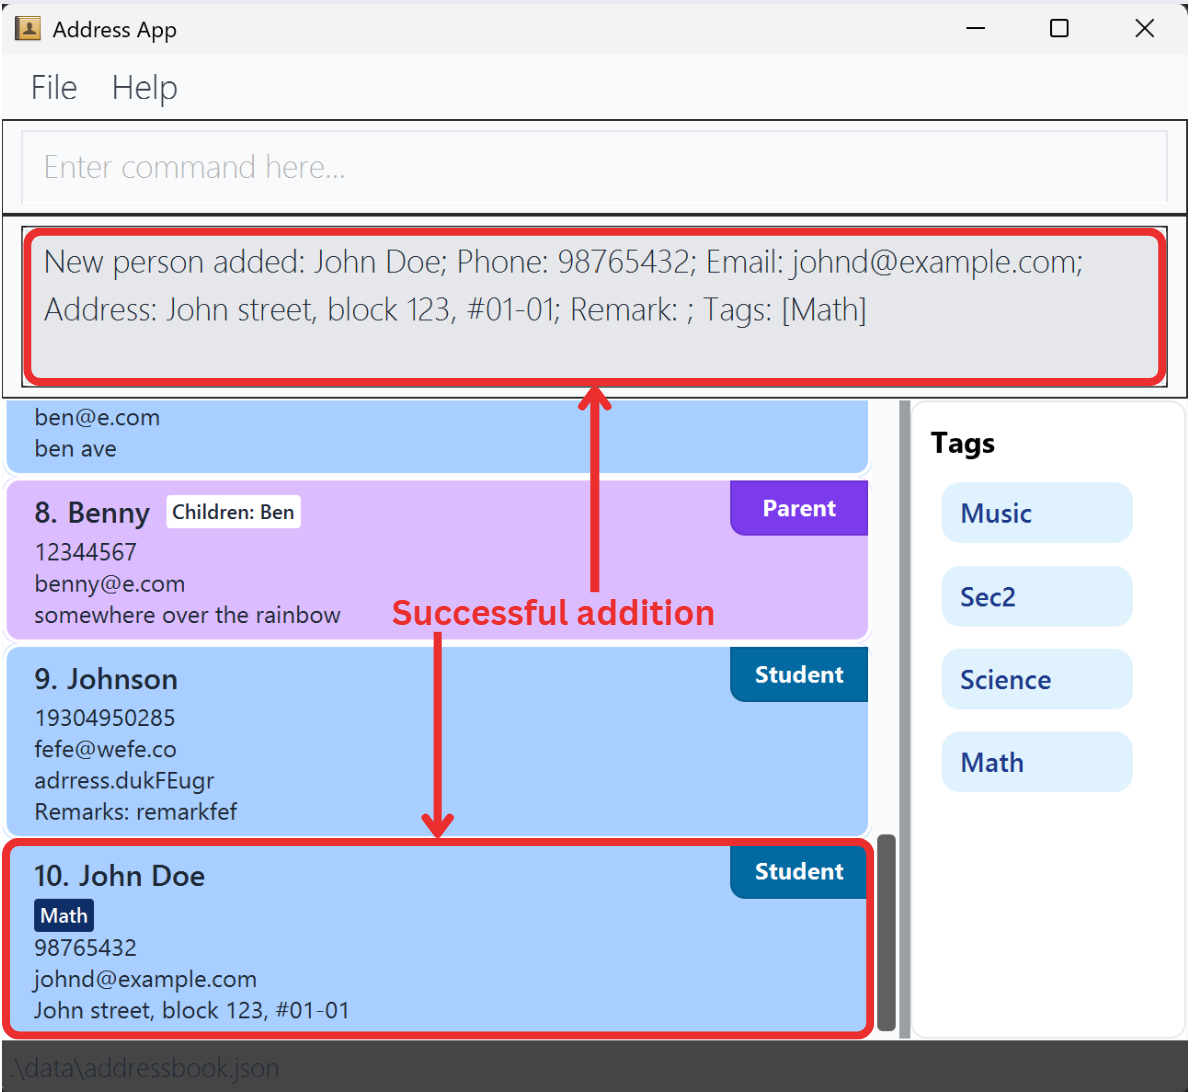 Address App
File Help
Enter command here...
New person added: John Doe; Phone: 98765432; Email: johnd@example.com;
Address: John street, block 123, #01-01; Remark: ; Tags: [Math]
ben@e.com
ben ave
8. Benny Children: Ben
Parent
12344567
benny@e.com
somewhere over the rainbow
Successful addition
9. Johnson
Student
19304950285
fefe@wefe.co
adrress.dukFEugr
Remarks: remarkfef
10. John Doe
Student
Math
98765432
johnd@example.com
John street, block 123, #01-01
Tags
Music
Sec2
Science
Math
.\data\addressbook.json